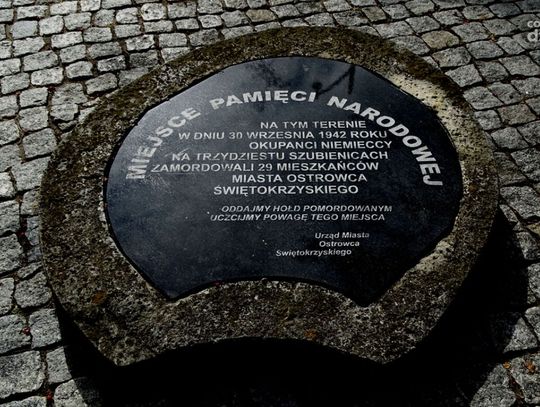 MIEJSCE PAMIĘCI NARODOWEJ
NA TYM TERENIE
W DNIU 30 WRZEŚNIA 1942 ROKU
OKUPANCI NIEMIECCY
NA TRZYDZIESTU SZUBIENICACH
ZAMORDOWALI 29 MIESZKAŃCÓW
MIASTA OSTROWCA
ŚWIĘTOKRZYSKIEGO
ODDAJMY HOŁD POMORDOWANYM
UCZCIJMY POWAGĘ TEGO MIEJSCA
Urząd Miasta
Ostrowca
Świętokrzyskiego